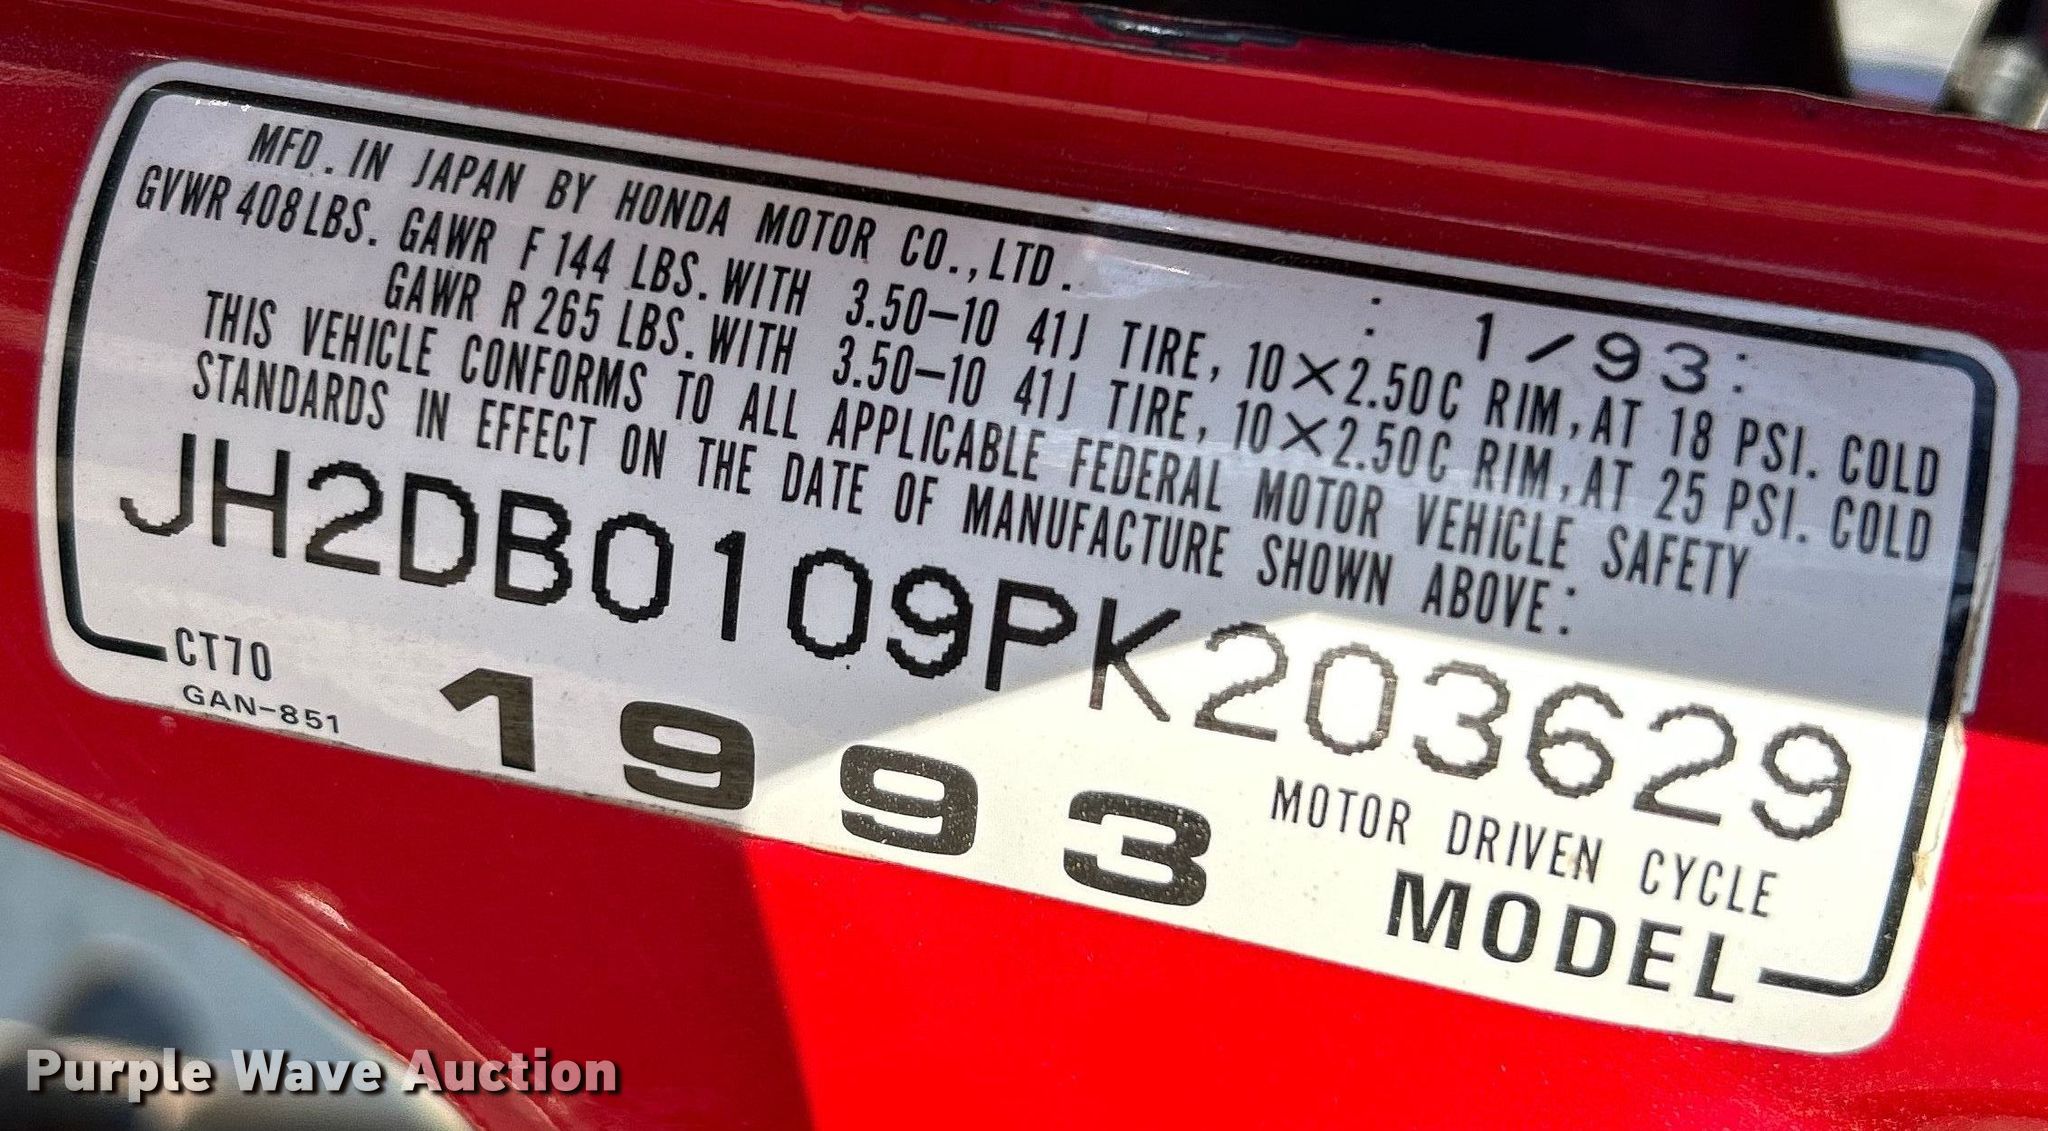 MFD. IN JAPAN BY HONDA MOTOR CO., LTD. : 1/93:
GVWR 408 LBS. GAWR F 144 LBS. WITH 3.50-10 41J TIRE, 10×2.50C RIM, AT 18 PSI. COLD
GAWR R 265 LBS. WITH 3.50-10 41J TIRE, 10×2.50C RIM, AT 25 PSI. COLD
THIS VEHICLE CONFORMS TO ALL APPLICABLE FEDERAL MOTOR VEHICLE SAFETY
STANDARDS IN EFFECT ON THE DATE OF MANUFACTURE SHOWN ABOVE:
JH2DB0109PK203629
CT70 MOTOR DRIVEN CYCLE
GAN-851
1993 MODEL
Purple Wave Auction